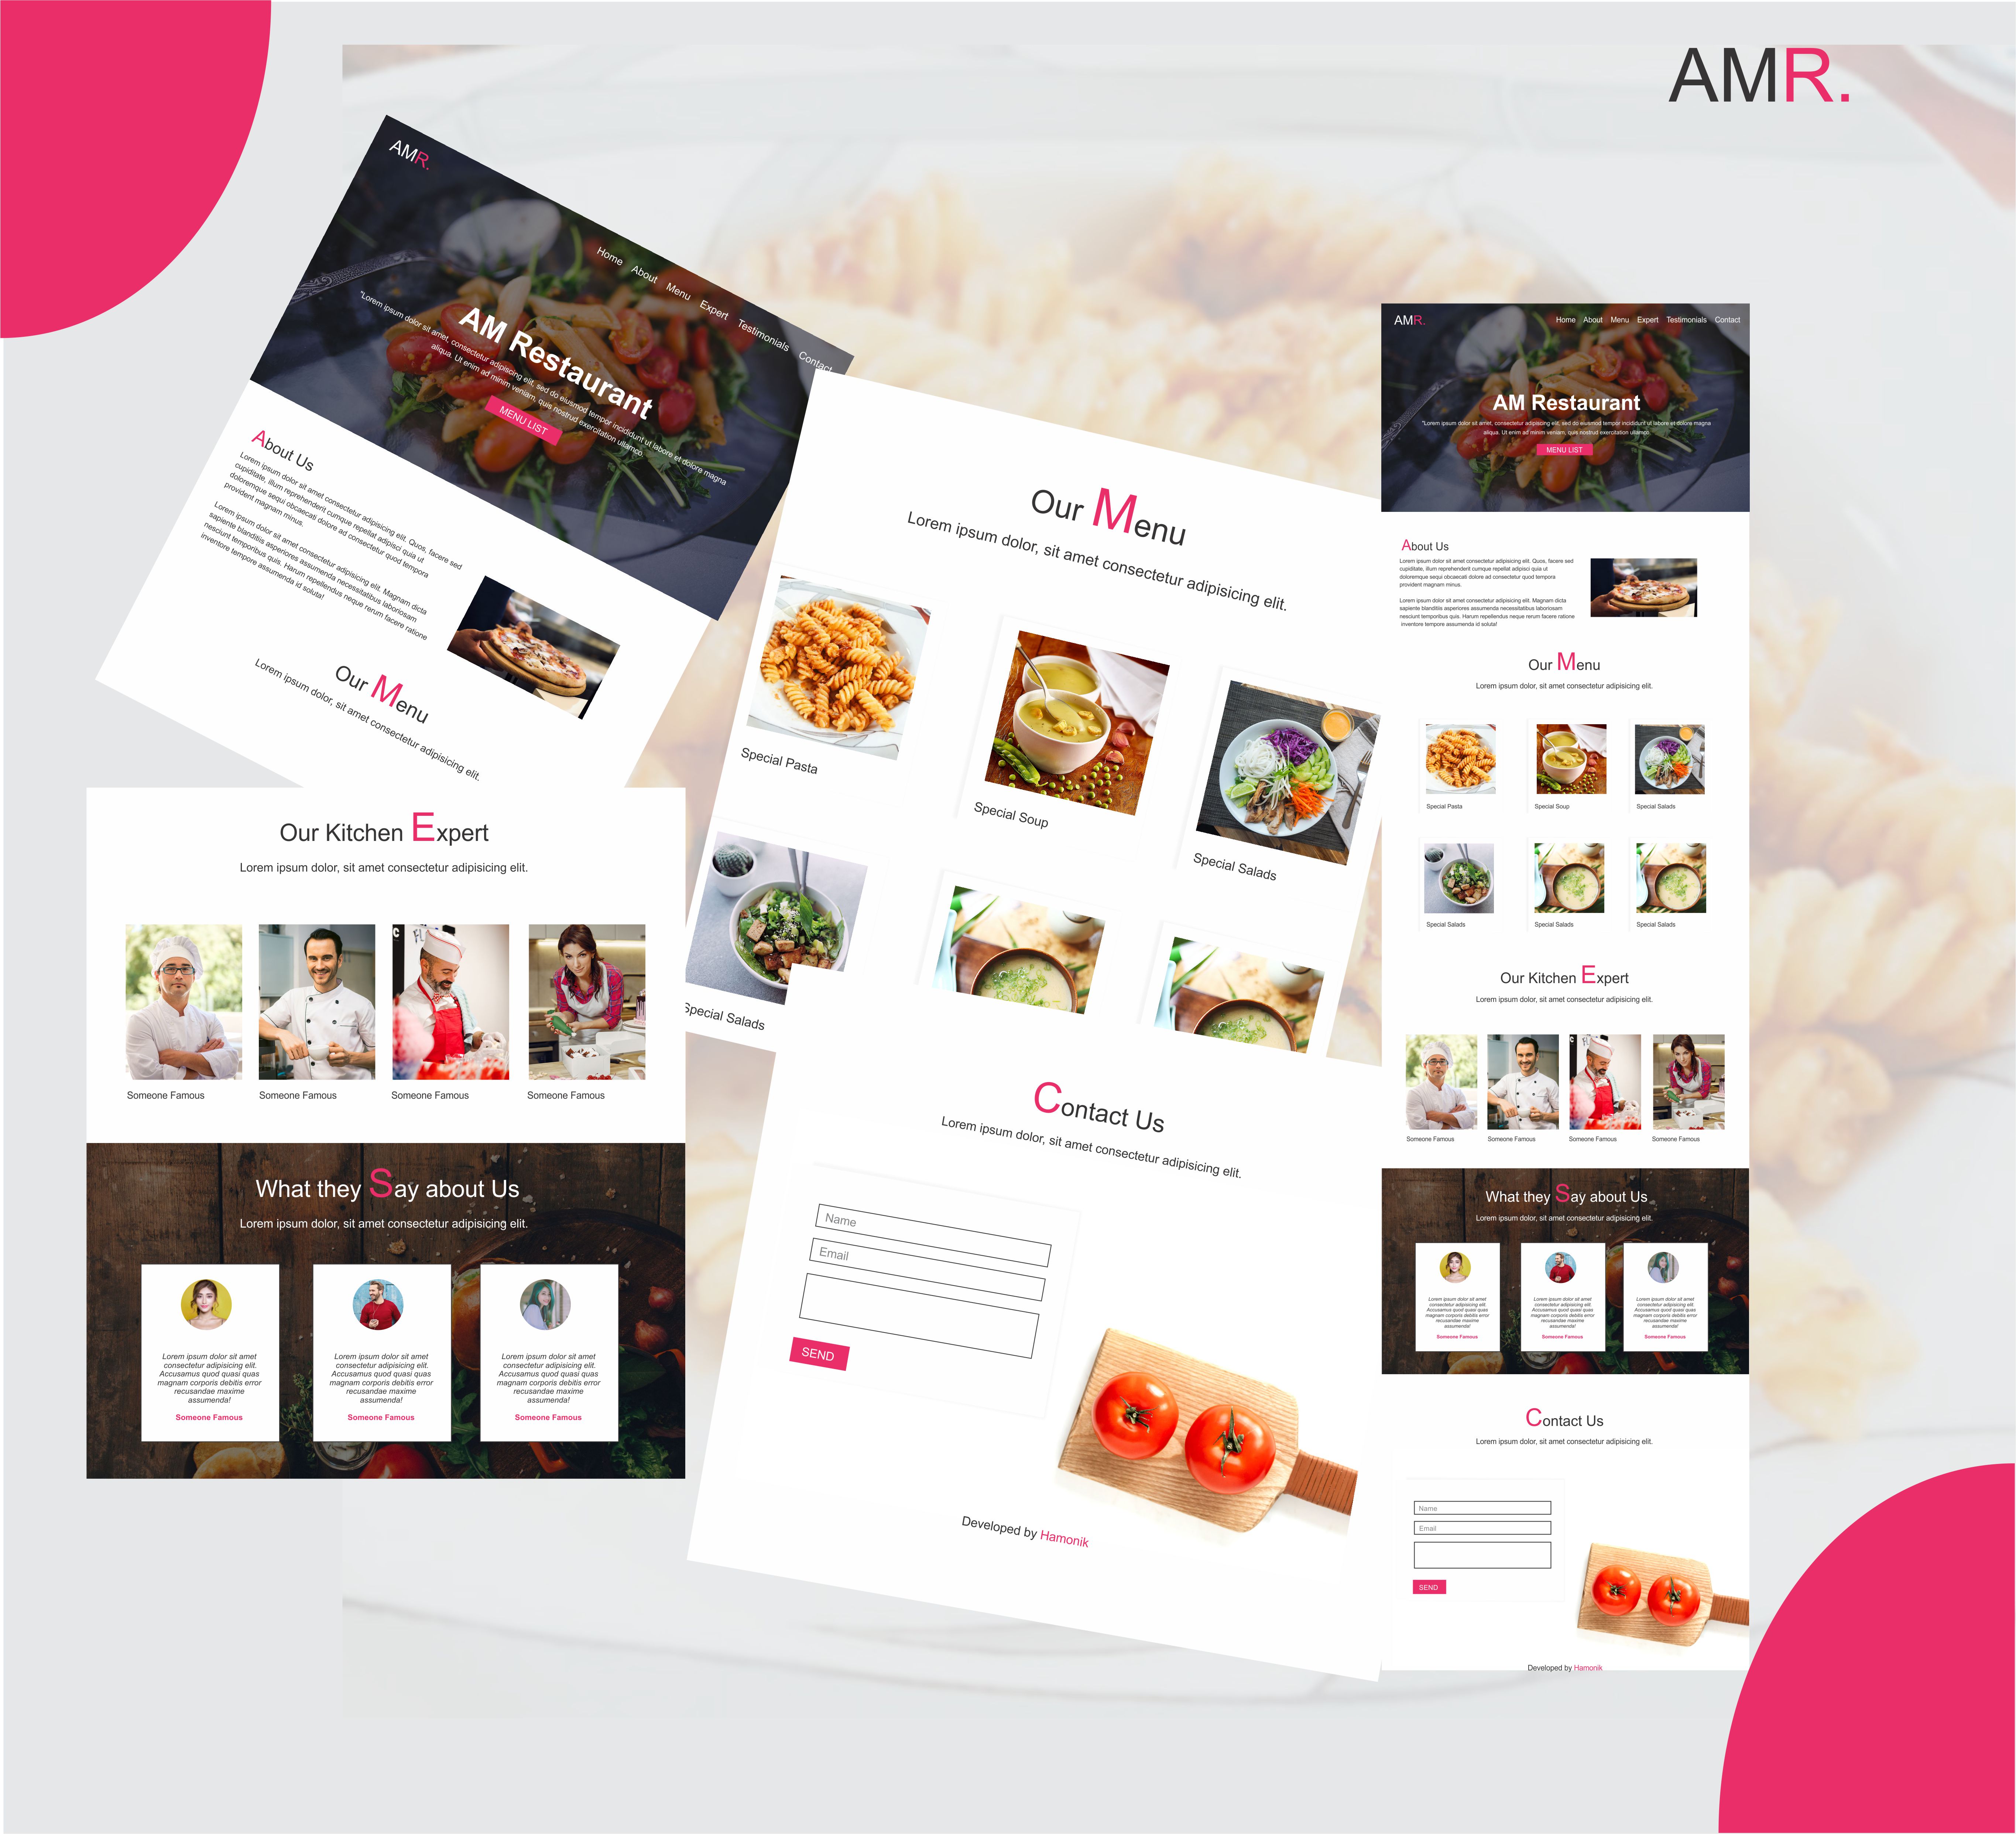 AMR.
AMR.
Home About Menu Expert Testimonials Contact
AM Restaurant
"Lorem ipsum dolor sit amet, consectetur adipiscing elit, sed do eiusmod tempor incididunt ut labore et dolore magna
aliqua. Ut enim ad minim veniam, quis nostrud exercitation ullamco
MENU LIST
About Us
Lorem ipsum dolor sit amet consectetur adipisicing elit. Quos, facere sed
cupiditate, illum reprehenderit cumque repellat adipisci quia ut
doloremque sequi obcaecati dolore ad consectetur quod tempora
provident magnam minus.
Lorem ipsum dolor sit amet consectetur adipisicing elit. Magnam dicta
sapiente blanditiis asperiores assumenda necessitatibus laboriosam
nesciunt temporibus quis. Harum repellendus neque rerum facere ratione
inventore tempore assumenda id soluta!
Our Menu
Lorem ipsum dolor, sit amet consectetur adipisicing elit.
Our Kitchen Expert
Lorem ipsum dolor, sit amet consectetur adipisicing elit.
Someone Famous
Someone Famous
Someone Famous
Someone Famous
What they Say about Us
Lorem ipsum dolor, sit amet consectetur adipisicing elit.
Lorem ipsum dolor sit amet
consectetur adipisicing elit.
Accusamus quod quasi quas
magnam corporis debitis error
recusandae maxime
assumenda!
Someone Famous
Lorem ipsum dolor sit amet
consectetur adipisicing elit.
Accusamus quod quasi quas
magnam corporis debitis error
recusandae maxime
assumenda!
Someone Famous
Lorem ipsum dolor sit amet
consectetur adipisicing elit.
Accusamus quod quasi quas
magnam corporis debitis error
recusandae maxime
assumenda!
Someone Famous
Our Menu
Lorem ipsum dolor, sit amet consectetur adipisicing elit.
Special Pasta
Special Soup
Special Salads
Special Salads
Contact Us
Lorem ipsum dolor, sit amet consectetur adipisicing elit.
Name
Email
SEND
Developed by Hamonik
AMR.
Home About Menu Expert Testimonials Contact
AM Restaurant
"Lorem ipsum dolor sit amet, consectetur adipiscing elit, sed do eiusmod tempor incididunt ut labore et dolore magna
aliqua. Ut enim ad minim veniam, quis nostrud exercitation ullamco
MENU LIST
About Us
Lorem ipsum dolor sit amet consectetur adipisicing elit. Quos, facere sed
cupiditate, illum reprehenderit cumque repellat adipisci quia ut
doloremque sequi obcaecati dolore ad consectetur quod tempora
provident magnam minus.
Lorem ipsum dolor sit amet consectetur adipisicing elit. Magnam dicta
sapiente blanditiis asperiores assumenda necessitatibus laboriosam
nesciunt temporibus quis. Harum repellendus neque rerum facere ratione
inventore tempore assumenda id soluta!
Our Menu
Lorem ipsum dolor, sit amet consectetur adipisicing elit.
Special Pasta
Special Soup
Special Salads
Special Salads
Special Salads
Special Salads
Our Kitchen Expert
Lorem ipsum dolor, sit amet consectetur adipisicing elit.
Someone Famous
Someone Famous
Someone Famous
Someone Famous
What they Say about Us
Lorem ipsum dolor, sit amet consectetur adipisicing elit.
Lorem ipsum dolor sit amet
consectetur adipisicing elit.
Accusamus quod quasi quas
magnam corporis debitis error
recusandae maxime
assumenda!
Someone Famous
Lorem ipsum dolor sit amet
consectetur adipisicing elit.
Accusamus quod quasi quas
magnam corporis debitis error
recusandae maxime
assumenda!
Someone Famous
Lorem ipsum dolor sit amet
consectetur adipisicing elit.
Accusamus quod quasi quas
magnam corporis debitis error
recusandae maxime
assumenda!
Someone Famous
Contact Us
Lorem ipsum dolor, sit amet consectetur adipisicing elit.
Name
Email
SEND
Developed by Hamonik